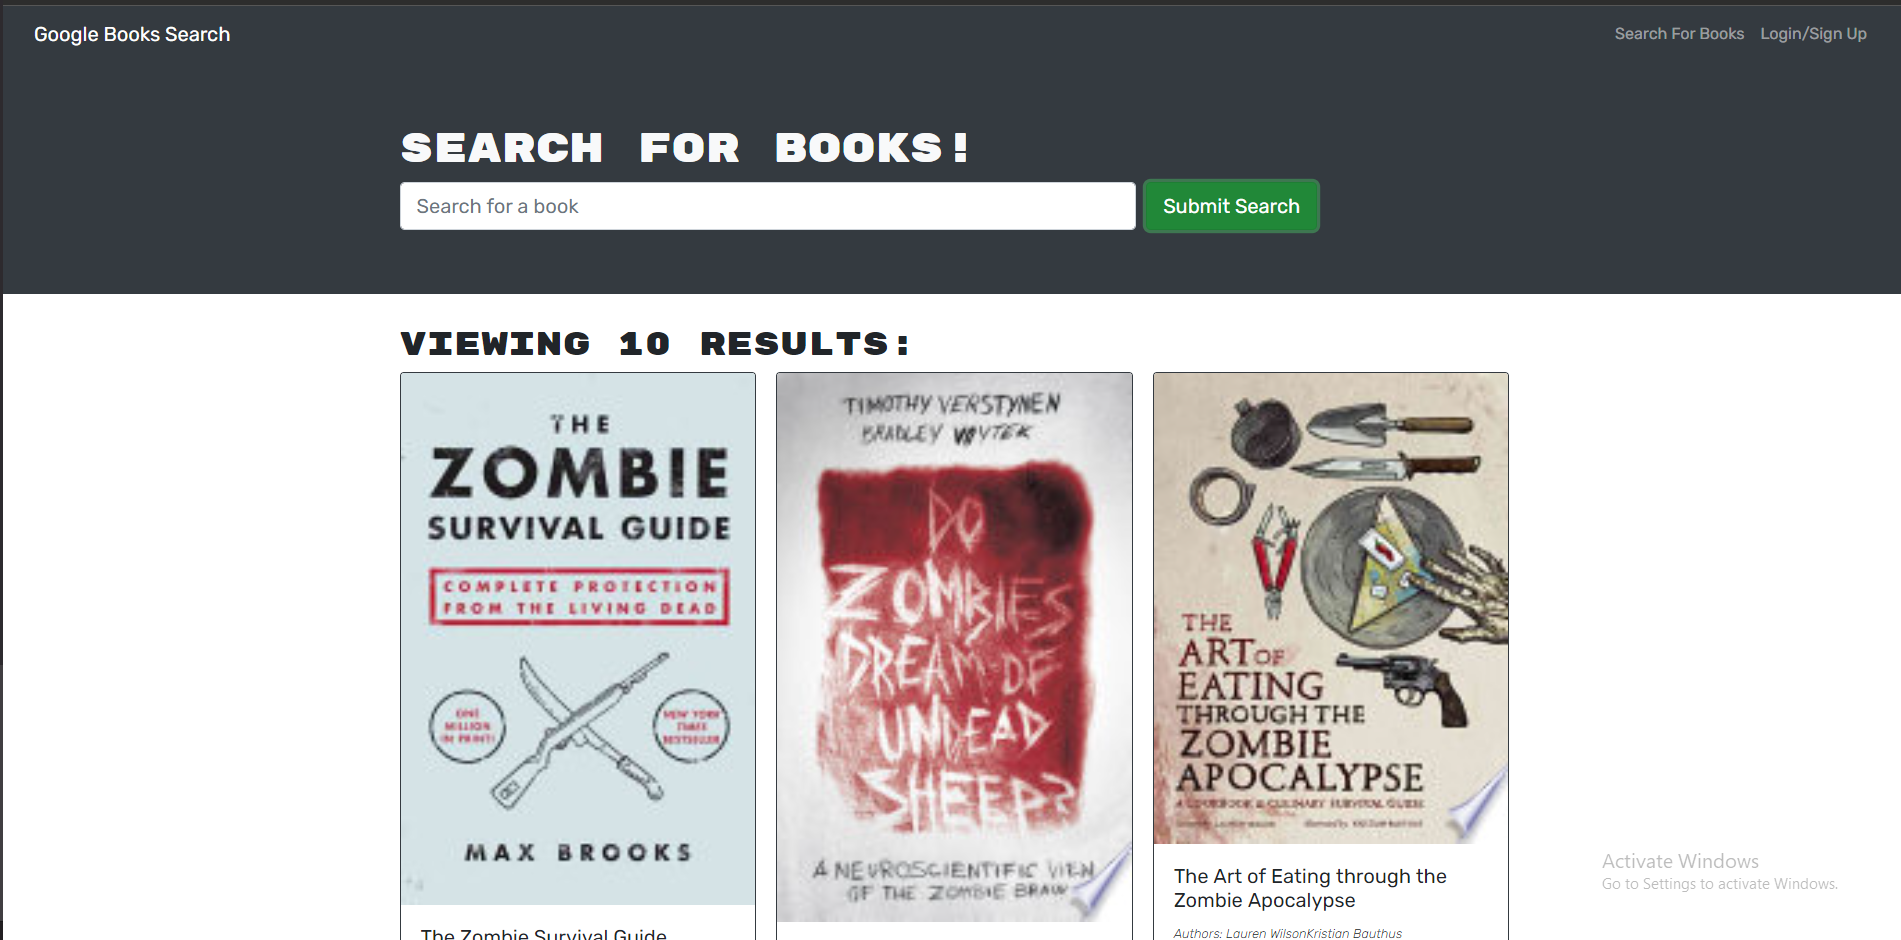 Google Books Search
Search For Books
Login/Sign Up
SEARCH FOR BOOKS!
Search for a book
Submit Search
VIEWING 10 RESULTS:
THE
ZOMBIE
SURVIVAL GUIDE
COMPLETE PROTECTION
FROM THE LIVING DEAD
ONE
MILLION
IN PRINT!
NEW YORK
TIMES
BESTSELLER
MAX BROOKS
The Zombie Survival Guide
TIMOTHY VERSTYNEN
BRADLEY VOYTEK
DO
ZOMBIES
DREAM OF
UNDEAD
SHEEP?
A NEUROSCIENTIFIC VIEW
OF THE ZOMBIE BRAIN
THE
ART OF
EATING
THROUGH THE
ZOMBIE
APOCALYPSE
A COOKBOOK & CULINARY SURVIVAL GUIDE
The Art of Eating through the
Zombie Apocalypse
Authors: Lauren WilsonKristian Bauthus
Activate Windows
Go to Settings to activate Windows.